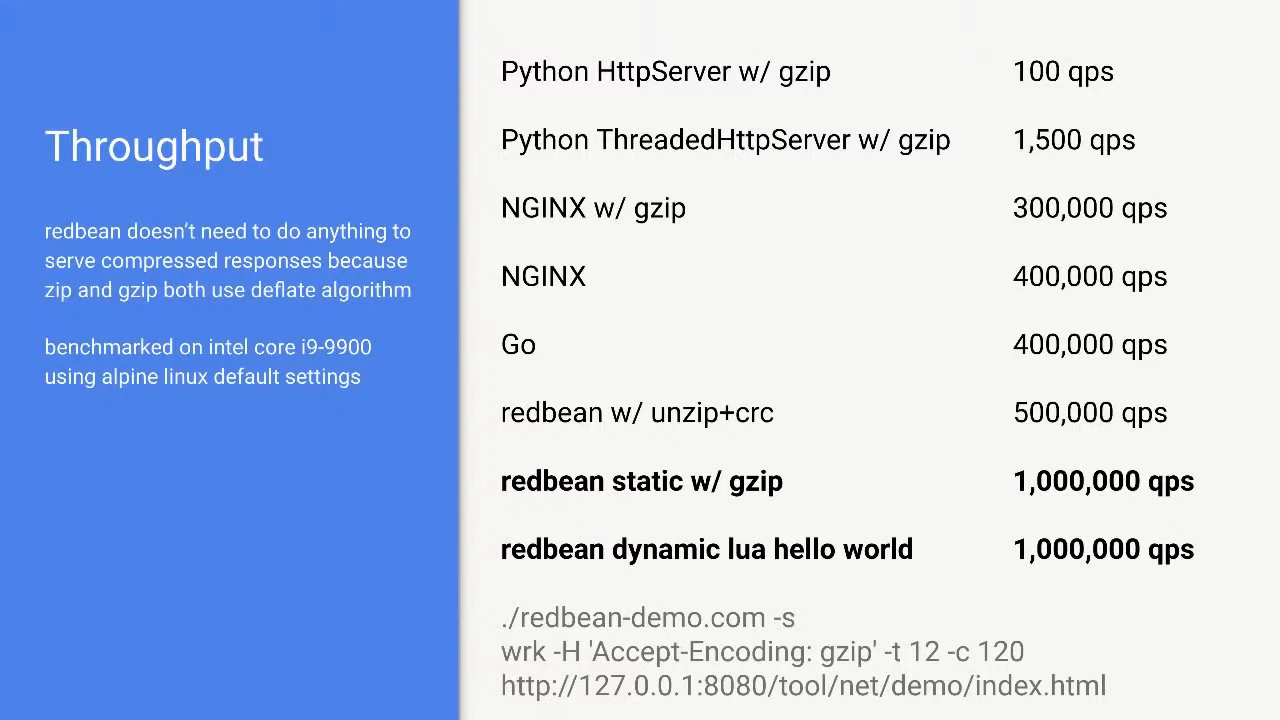 Throughput
redbean doesn't need to do anything to
serve compressed responses because
zip and gzip both use deflate algorithm
benchmarked on intel core i9-9900
using alpine linux default settings
Python HttpServer w/ gzip 100 qps
Python ThreadedHttpServer w/ gzip 1,500 qps
NGINX w/ gzip 300,000 qps
NGINX 400,000 qps
Go 400,000 qps
redbean w/ unzip+crc 500,000 qps
redbean static w/ gzip 1,000,000 qps
redbean dynamic lua hello world 1,000,000 qps
./redbean-demo.com -s
wrk -H 'Accept-Encoding: gzip' -t 12 -c 120
http://127.0.0.1:8080/tool/net/demo/index.html